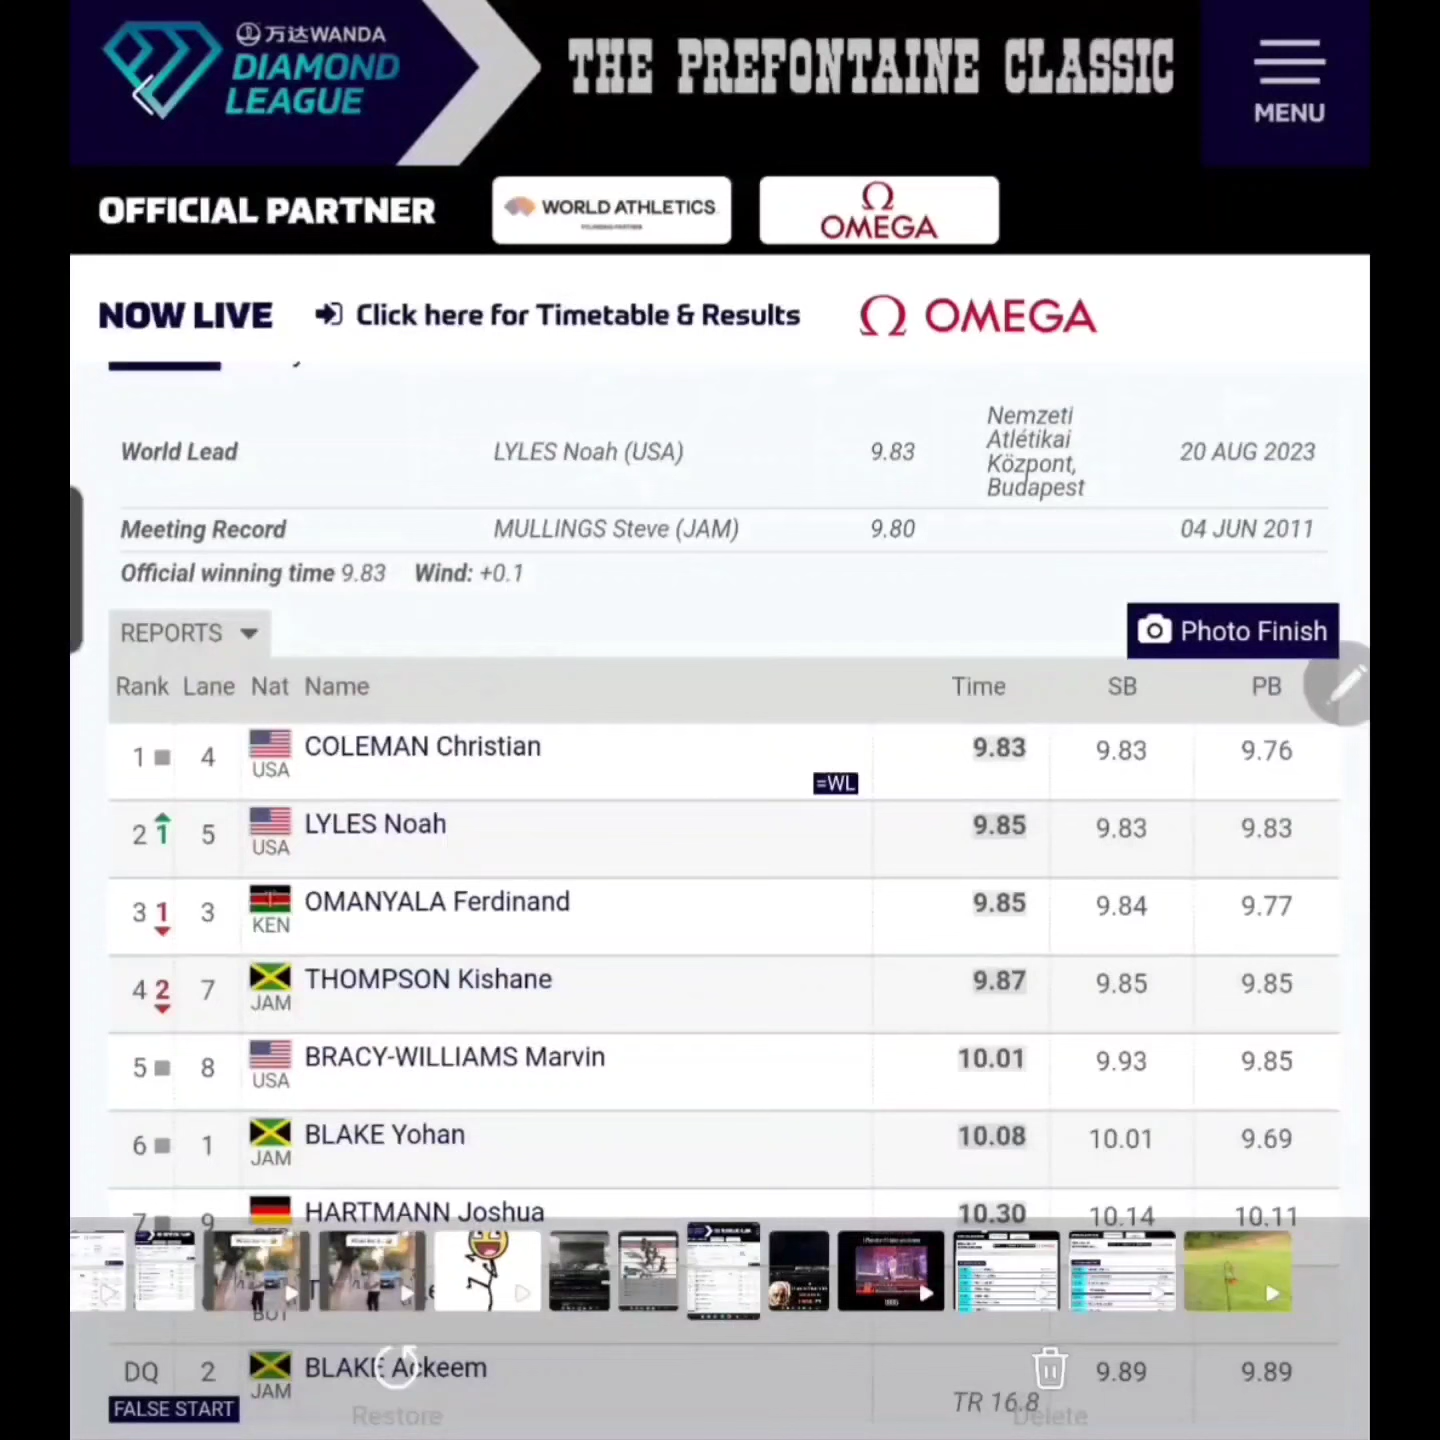 万达WANDA
DIAMOND
LEAGUE
THE PREFONTAINE CLASSIC
MENU
OFFICIAL PARTNER
WORLD ATHLETICS
OMEGA
NOW LIVE
Click here for Timetable & Results
OMEGA
World Lead LYLES Noah (USA) 9.83 Nemzeti Atlétikai Központ, Budapest 20 AUG 2023
Meeting Record MULLINGS Steve (JAM) 9.80 04 JUN 2011
Official winning time 9.83 Wind: +0.1
REPORTS
Photo Finish
Rank Lane Nat Name Time SB PB
1 4 USA COLEMAN Christian =WL 9.83 9.83 9.76
2 1 5 USA LYLES Noah 9.85 9.83 9.83
3 1 3 KEN OMANYALA Ferdinand 9.85 9.84 9.77
4 2 7 JAM THOMPSON Kishane 9.87 9.85 9.85
5 8 USA BRACY-WILLIAMS Marvin 10.01 9.93 9.85
6 1 JAM BLAKE Yohan 10.08 10.01 9.69
7 9 HARTMANN Joshua 10.30 10.14 10.11
DQ 2 JAM BLAKE Ackeem 9.89 9.89
FALSE START
TR 16.8
Restore
Delete